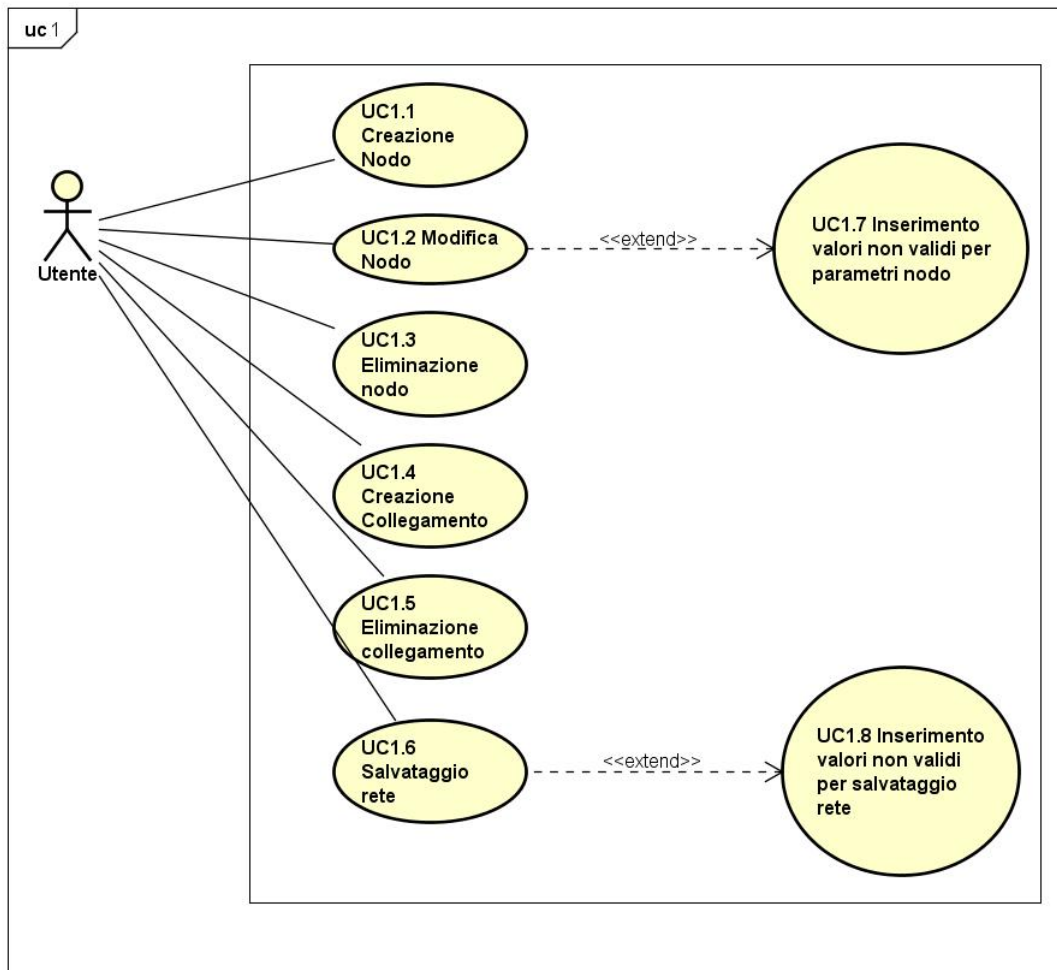 uc 1
Utente
UC1.1
Creazione
Nodo
UC1.2 Modifica
Nodo
<<extend>>
UC1.7 Inserimento
valori non validi per
parametri nodo
UC1.3
Eliminazione
nodo
UC1.4
Creazione
Collegamento
UC1.5
Eliminazione
collegamento
UC1.6
Salvataggio
rete
<<extend>>
UC1.8 Inserimento
valori non validi
per salvataggio
rete